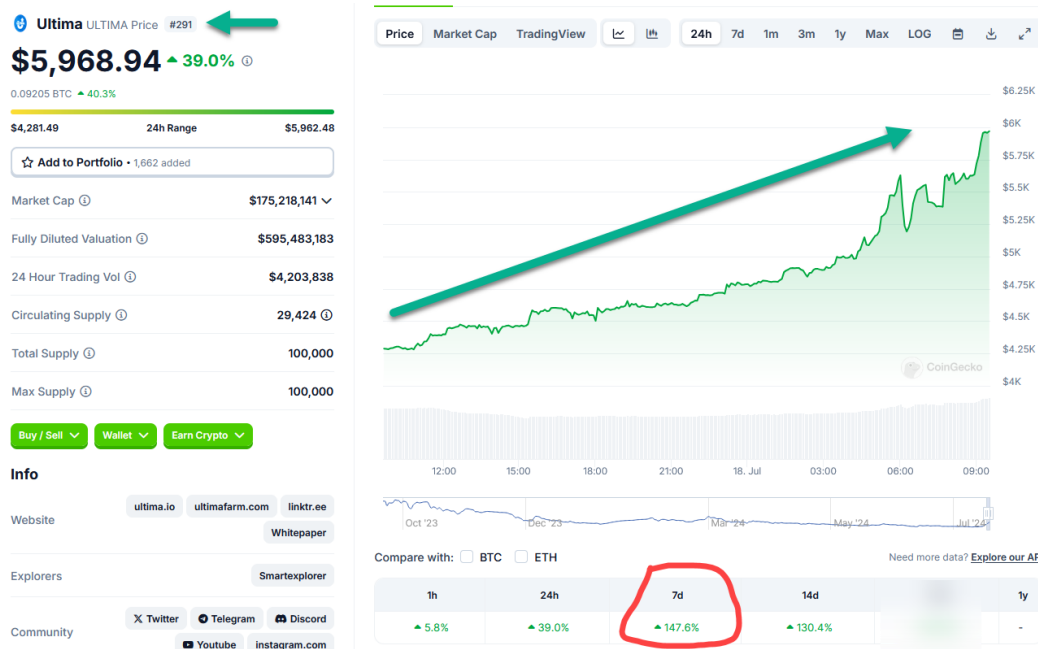 Ultima ULTIMA Price #291
$5,968.94 39.0%
0.09205 BTC 40.3%
$4,281.49 24h Range $5,962.48
Add to Portfolio • 1,662 added
Market Cap $175,218,141
Fully Diluted Valuation $595,483,183
24 Hour Trading Vol $4,203,838
Circulating Supply 29,424
Total Supply 100,000
Max Supply 100,000
Buy / Sell Wallet Earn Crypto
Info
Website ultima.io ultimafarm.com linktr.ee
Whitepaper
Explorers Smartexplorer
Community Twitter Telegram Discord
Youtube instagram.com
Price Market Cap TradingView 24h 7d 1m 3m 1y Max LOG
$6.25K
$6K
$5.75K
$5.5K
$5.25K
$5K
$4.75K
$4.5K
$4.25K
$4K
CoinGecko
12:00 15:00 18:00 21:00 18. Jul 03:00 06:00 09:00
Oct '23 Dec '23 Mar '24 May '24 Jul '24
Compare with: BTC ETH Need more data? Explore our AP
1h 24h 7d 14d 1y
5.8% 39.0% 147.6% 130.4% -